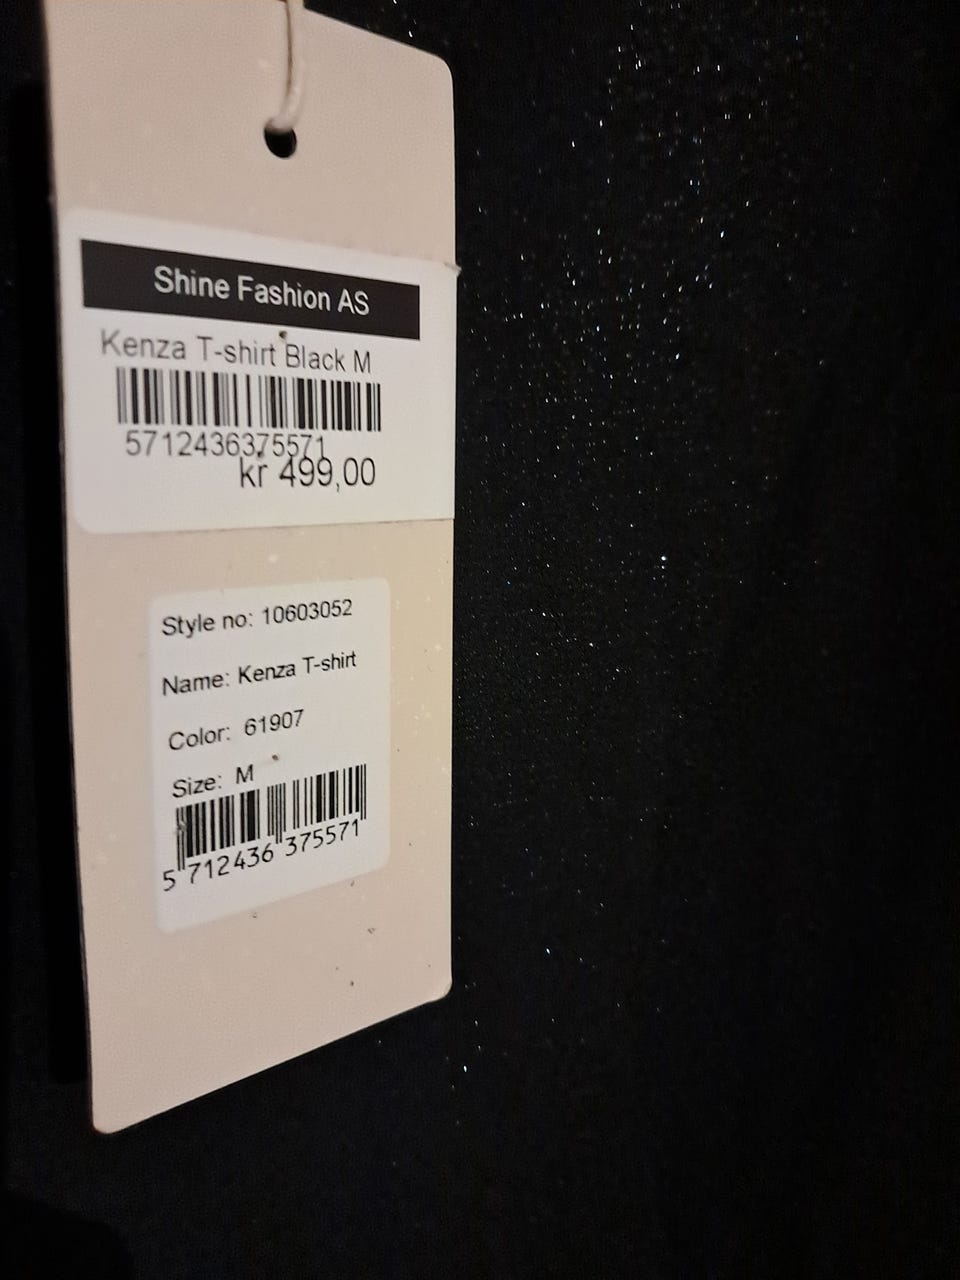 Shine Fashion AS
Kenza T-shirt Black M
5712436375571
kr 499,00
Style no: 10603052
Name: Kenza T-shirt
Color: 61907
Size: M
5 712436 375571